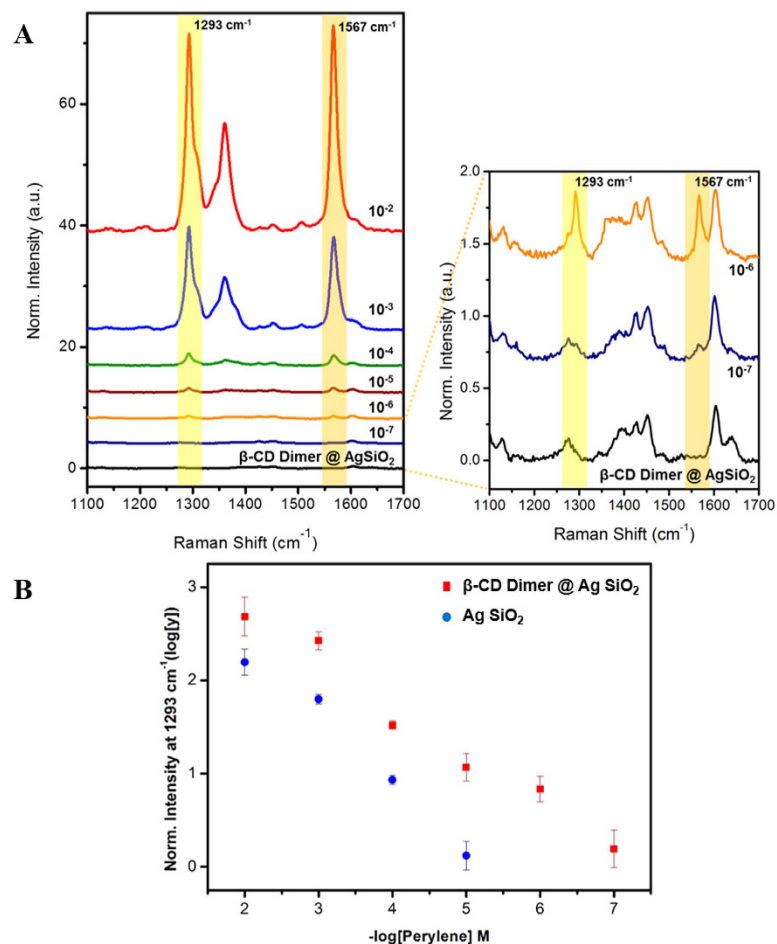 A
1293 cm⁻¹
1567 cm⁻¹
Norm. Intensity (a.u.)
60
40
20
0
10⁻²
10⁻³
10⁻⁴
10⁻⁵
10⁻⁶
10⁻⁷
β-CD Dimer @ AgSiO₂
1100 1200 1300 1400 1500 1600 1700
Raman Shift (cm⁻¹)
1293 cm⁻¹
1567 cm⁻¹
Norm. Intensity (a.u.)
2.0
1.5
1.0
0.5
0.0
10⁻⁶
10⁻⁷
β-CD Dimer @ AgSiO₂
1100 1200 1300 1400 1500 1600 1700
Raman Shift (cm⁻¹)
B
Norm. Intensity at 1293 cm⁻¹(log[y])
3
2
1
0
β-CD Dimer @ Ag SiO₂
Ag SiO₂
2 3 4 5 6 7
-log[Perylene] M